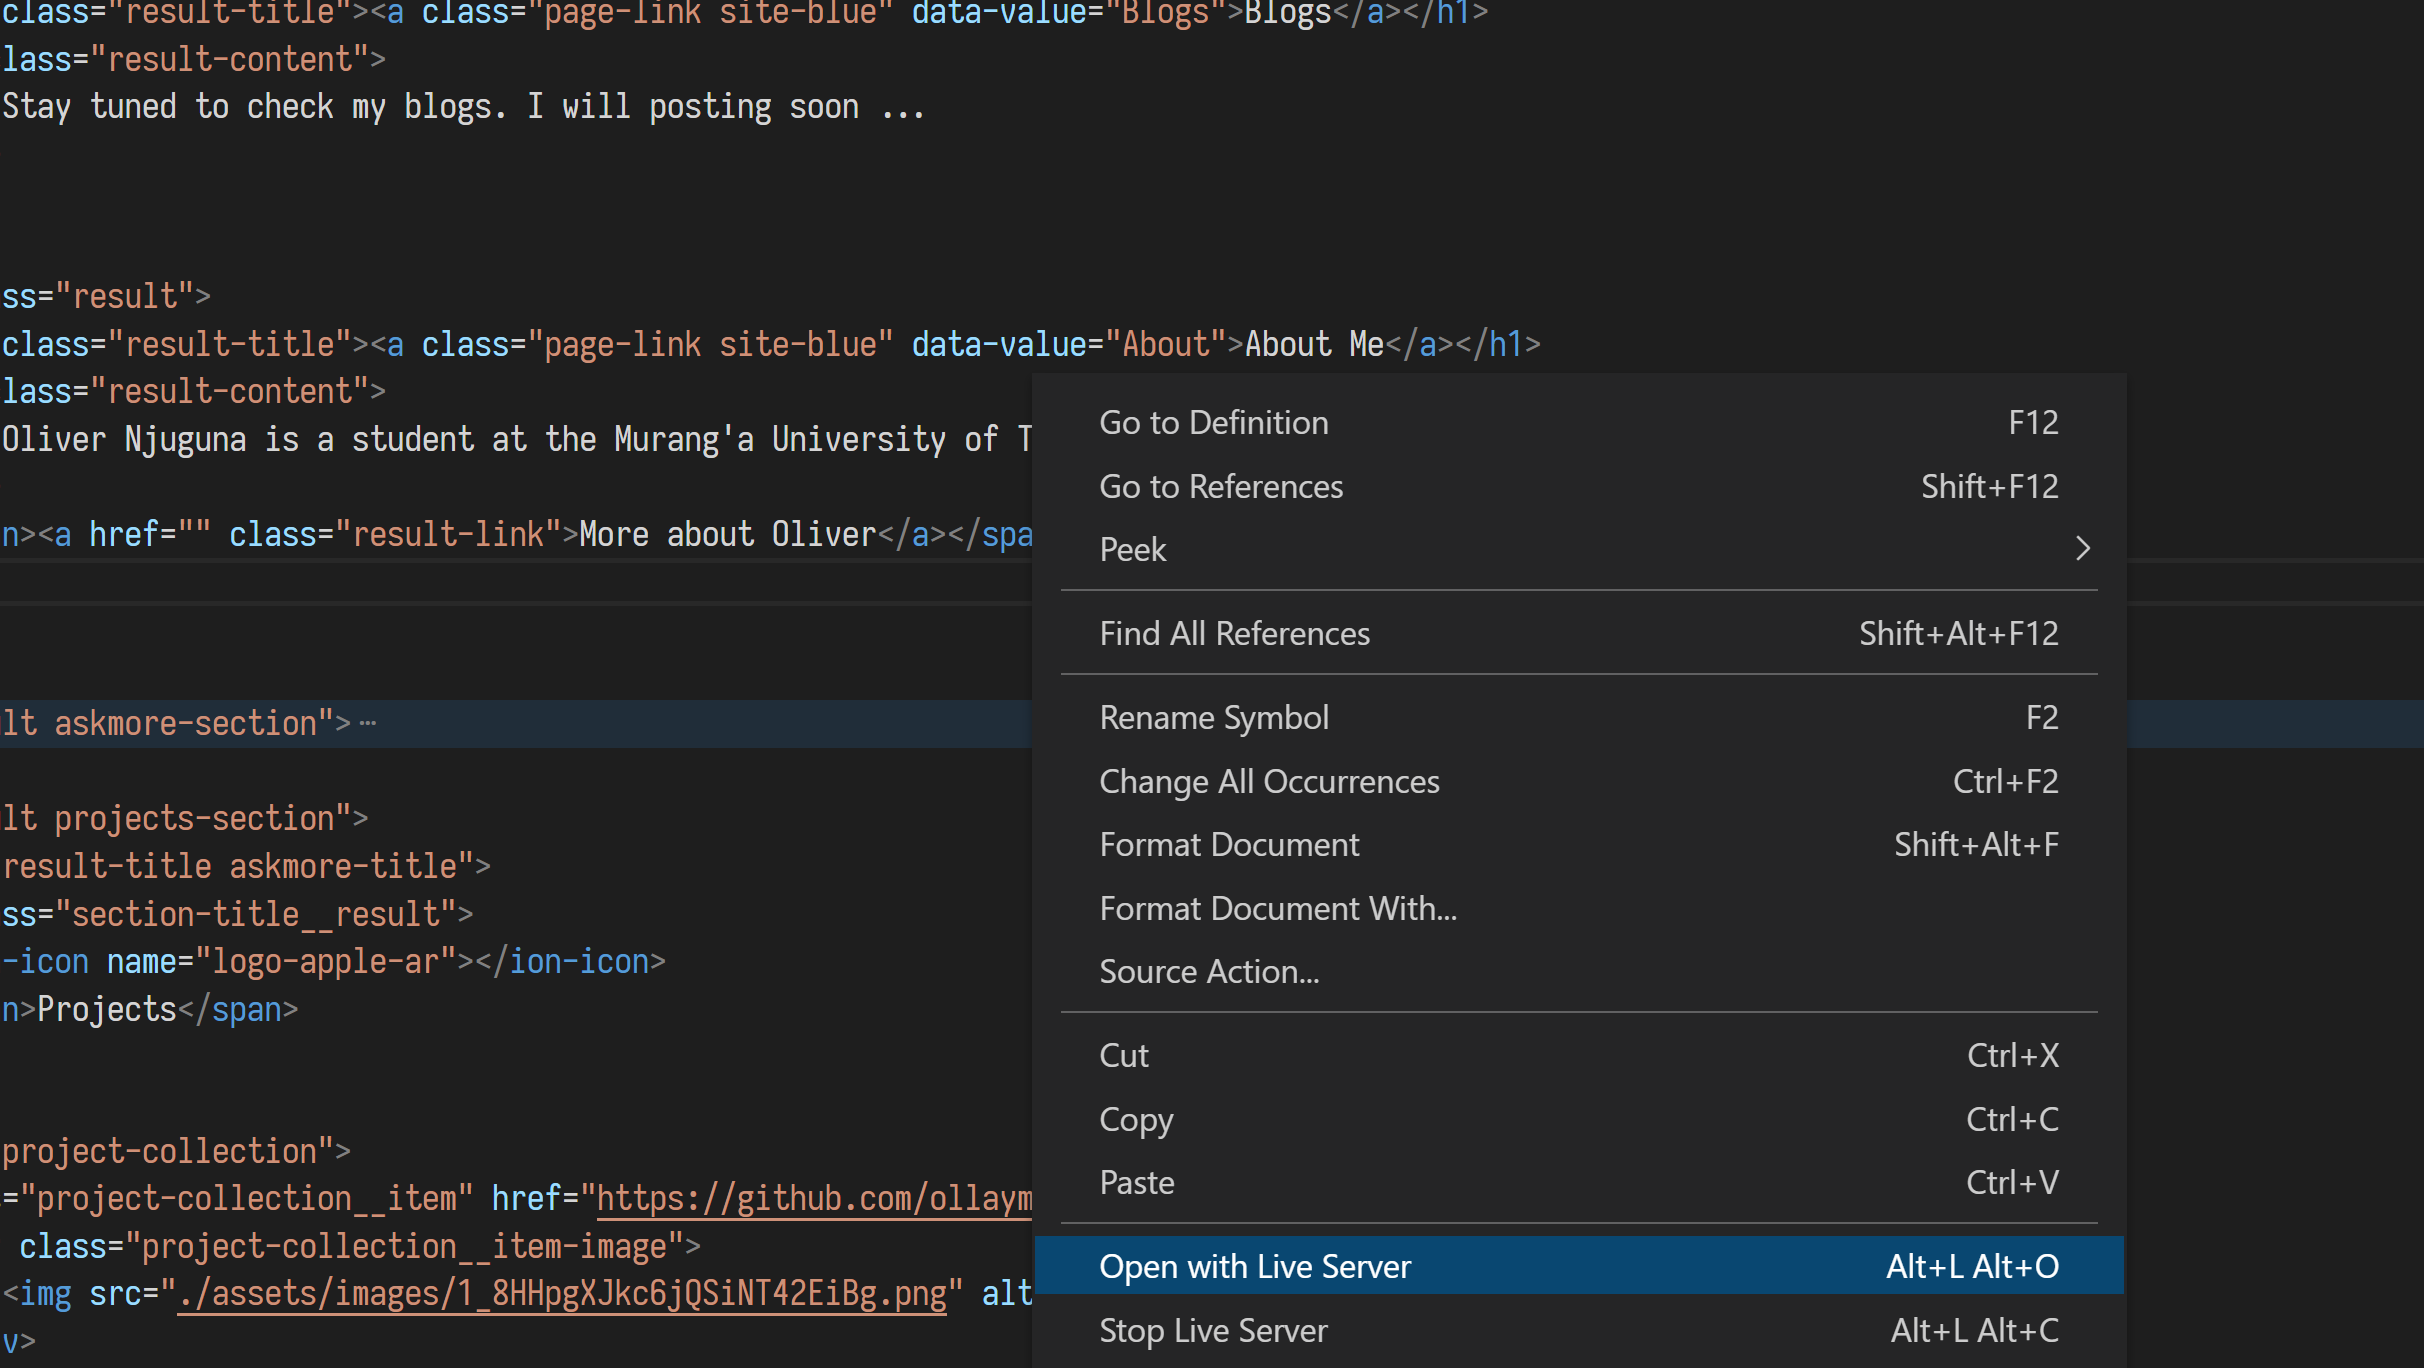 class="result-title"><a class="page-link site-blue" data-value="Blogs">Blogs</a></h1>
lass="result-content">
Stay tuned to check my blogs. I will posting soon ...
ss="result">
class="result-title"><a class="page-link site-blue" data-value="About">About Me</a></h1>
lass="result-content">
Oliver Njuguna is a student at the Murang'a University of T
n><a href="" class="result-link">More about Oliver</a></spa
lt askmore-section">…
lt projects-section">
result-title askmore-title">
ss="section-title__result">
-icon name="logo-apple-ar"></ion-icon>
n>Projects</span>
project-collection">
="project-collection__item" href="https://github.com/ollaym
class="project-collection__item-image">
<img src="./assets/images/1_8HHpgXJkc6jQSiNT42EiBg.png" alt
v>
Go to Definition F12
Go to References Shift+F12
Peek
Find All References Shift+Alt+F12
Rename Symbol F2
Change All Occurrences Ctrl+F2
Format Document Shift+Alt+F
Format Document With...
Source Action...
Cut Ctrl+X
Copy Ctrl+C
Paste Ctrl+V
Open with Live Server Alt+L Alt+O
Stop Live Server Alt+L Alt+C